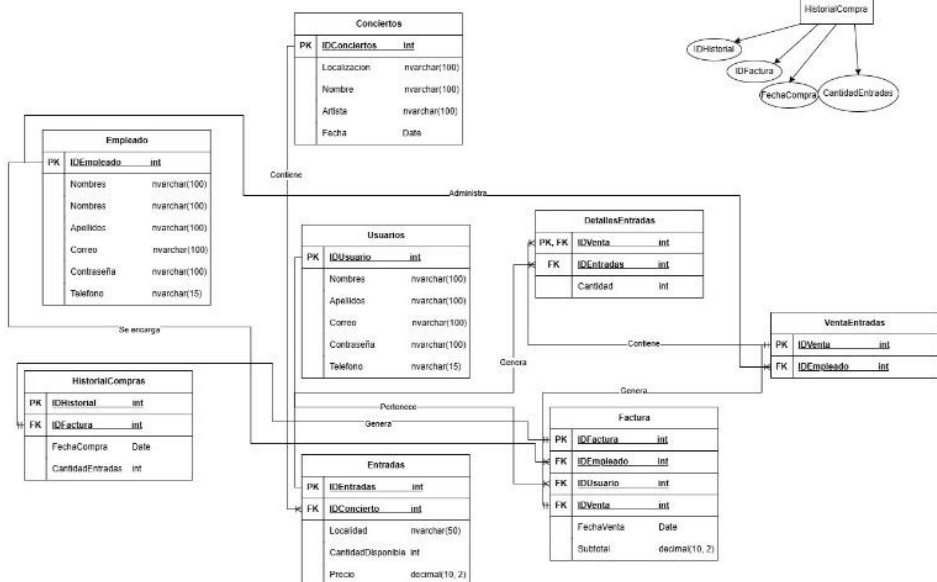 HistorialCompra
IDHistorial
IDFactura
FechaCompra
CantidadEntradas
Conciertos
PK IDConciertos int
Localizacion nvarchar(100)
Nombre nvarchar(100)
Artista nvarchar(100)
Fecha Date
Empleado
PK IDEmpleado int
Nombres nvarchar(100)
Nombres nvarchar(100)
Apellidos nvarchar(100)
Correo nvarchar(100)
Contraseña nvarchar(100)
Telefono nvarchar(15)
Contiene
Administra
Usuarios
PK IDUsuario int
Nombres nvarchar(100)
Apellidos nvarchar(100)
Correo nvarchar(100)
Contraseña nvarchar(100)
Telefono nvarchar(15)
DetallesEntradas
PK, FK IDVenta int
FK IDEntradas int
Cantidad int
VentaEntradas
PK IDVenta int
FK IDEmpleado int
Se encarga
Contiene
Genera
Genera
HistorialCompras
PK IDHistorial int
FK IDFactura int
FechaCompra Date
CantidadEntradas int
Pertenece
Genera
Factura
PK IDFactura int
FK IDEmpleado int
FK IDUsuario int
FK IDVenta int
FechaVenta Date
Subtotal decimal(10, 2)
Entradas
PK IDEntradas int
FK IDConcierto int
Localidad nvarchar(50)
CantidadDisponible int
Precio decimal(10, 2)